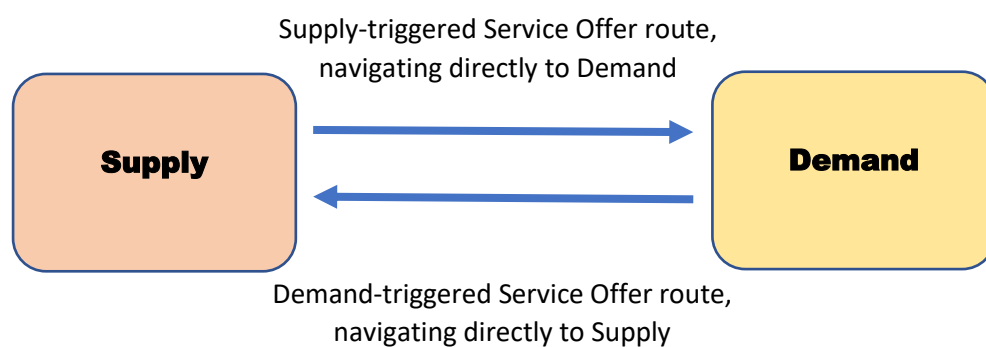 Supply-triggered Service Offer route,
navigating directly to Demand
Supply
Demand
Demand-triggered Service Offer route,
navigating directly to Supply